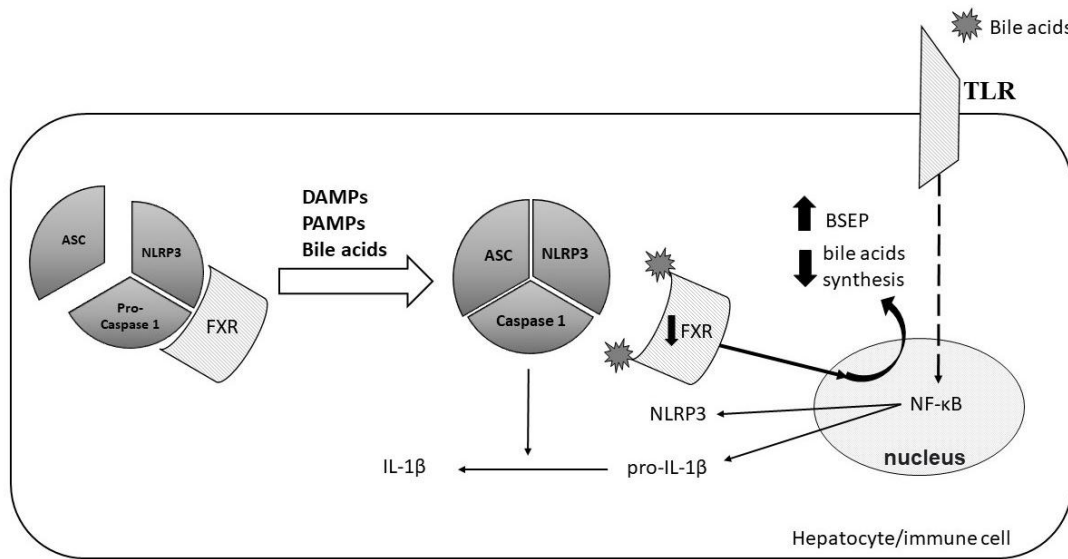 Bile acids
TLR
DAMPs
PAMPs
Bile acids
ASC
NLRP3
Pro-
Caspase 1
FXR
ASC
NLRP3
Caspase 1
FXR
BSEP
bile acids
synthesis
NLRP3
NF-κB
nucleus
IL-1β
pro-IL-1β
Hepatocyte/immune cell